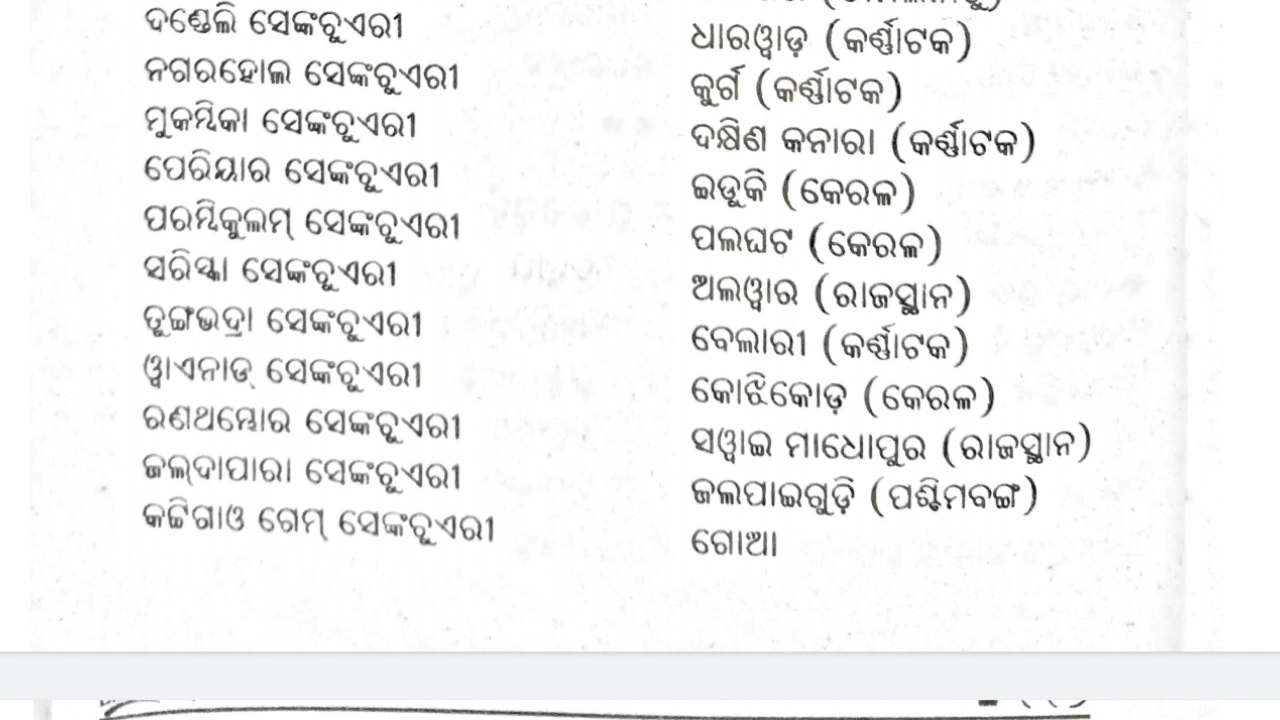 ଦଣ୍ଡେଲି ସେଙ୍କଚୁଏରୀ ଧାରୱାଡ଼ (କର୍ଣ୍ଣାଟକ)
ନଗରହୋଲ ସେଙ୍କଚୁଏରୀ କୁର୍ଗ (କର୍ଣ୍ଣାଟକ)
ମୁକମ୍ବିକା ସେଙ୍କଚୁଏରୀ ଦକ୍ଷିଣ କନାରା (କର୍ଣ୍ଣାଟକ)
ପେରିୟାର ସେଙ୍କଚୁଏରୀ ଇଡୁକି (କେରଳ)
ପରମ୍ବିକୁଲମ୍ ସେଙ୍କଚୁଏରୀ ପଲଘଟ (କେରଳ)
ସରିସ୍କା ସେଙ୍କଚୁଏରୀ ଅଲୱାର (ରାଜସ୍ଥାନ)
ତୁଙ୍ଗଭଦ୍ରା ସେଙ୍କଚୁଏରୀ ବେଲାରୀ (କର୍ଣ୍ଣାଟକ)
ୱାଏନାଡ୍ ସେଙ୍କଚୁଏରୀ କୋଝିକୋଡ଼ (କେରଳ)
ରଣଥମ୍ଭୋର ସେଙ୍କଚୁଏରୀ ସୱାଇ ମାଧୋପୁର (ରାଜସ୍ଥାନ)
ଜଲ୍‌ଦାପାରା ସେଙ୍କଚୁଏରୀ ଜଲପାଇଗୁଡ଼ି (ପଶ୍ଚିମବଙ୍ଗ)
କଟ୍ଟିଗାଓ ଗେମ୍ ସେଙ୍କଚୁଏରୀ ଗୋଆ